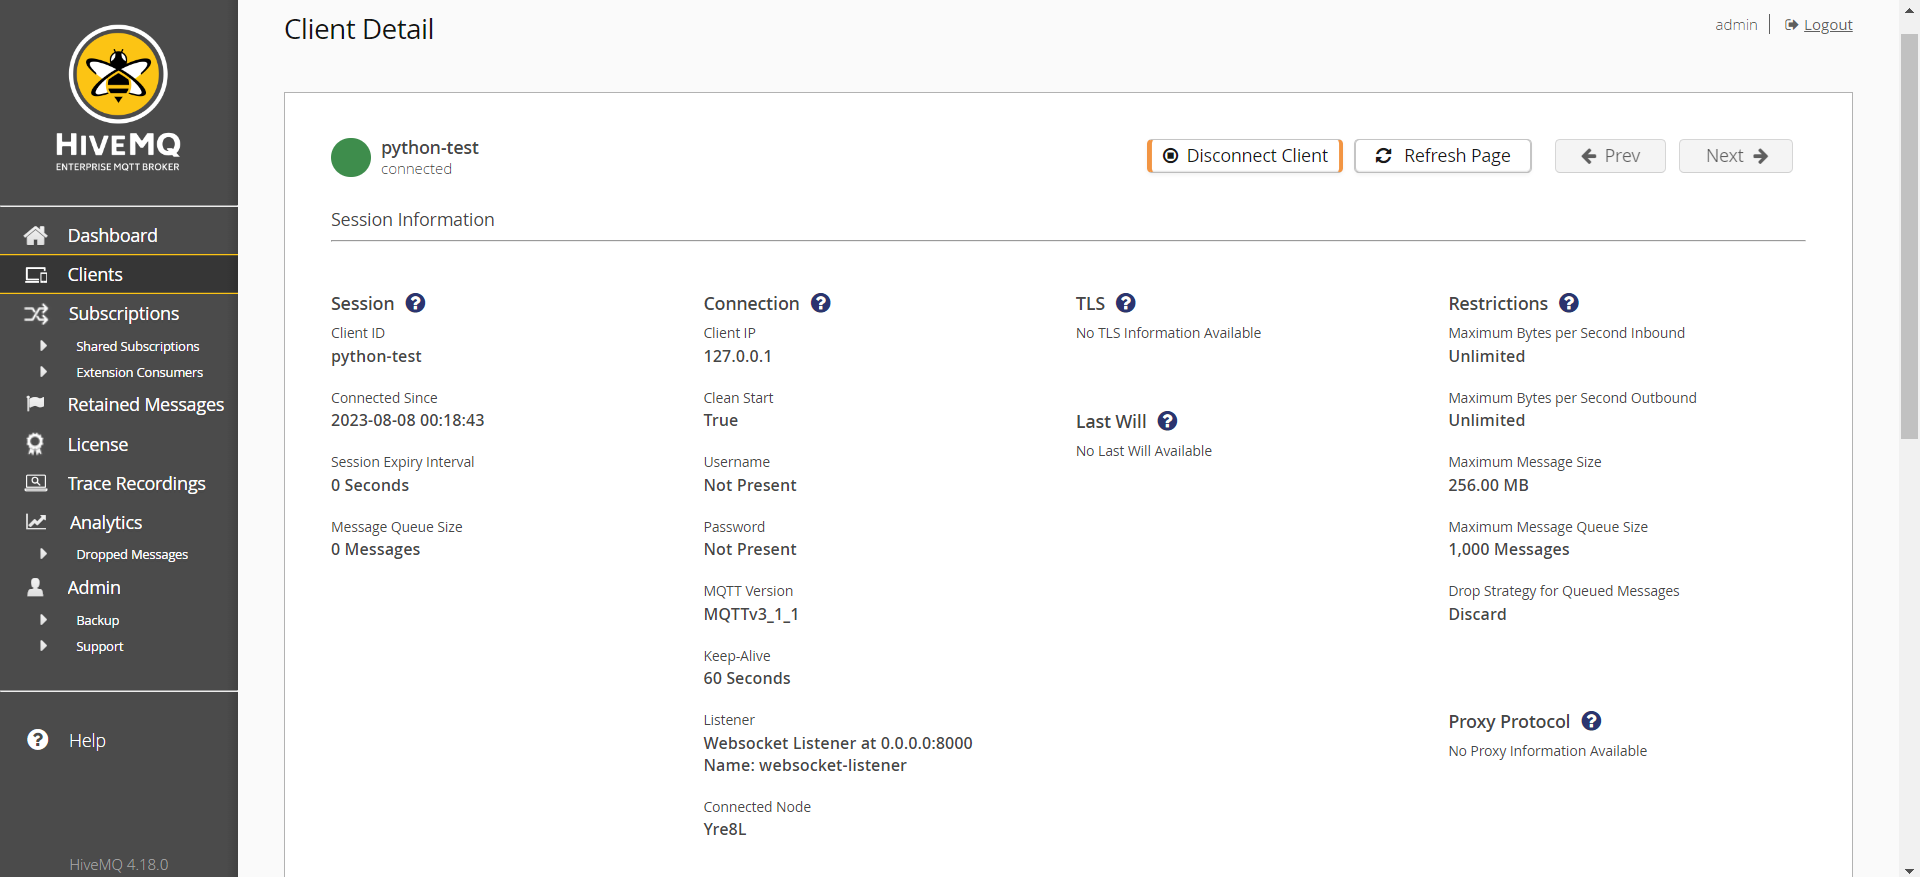 HIVEMQ
ENTERPRISE MQTT BROKER
Dashboard
Clients
Subscriptions
Shared Subscriptions
Extension Consumers
Retained Messages
License
Trace Recordings
Analytics
Dropped Messages
Admin
Backup
Support
Help
HiveMQ 4.18.0
Client Detail
admin
Logout
python-test
connected
Disconnect Client
Refresh Page
Prev
Next
Session Information
Session
Client ID
python-test
Connected Since
2023-08-08 00:18:43
Session Expiry Interval
0 Seconds
Message Queue Size
0 Messages
Connection
Client IP
127.0.0.1
Clean Start
True
Username
Not Present
Password
Not Present
MQTT Version
MQTTv3_1_1
Keep-Alive
60 Seconds
Listener
Websocket Listener at 0.0.0.0:8000
Name: websocket-listener
Connected Node
Yre8L
TLS
No TLS Information Available
Last Will
No Last Will Available
Restrictions
Maximum Bytes per Second Inbound
Unlimited
Maximum Bytes per Second Outbound
Unlimited
Maximum Message Size
256.00 MB
Maximum Message Queue Size
1,000 Messages
Drop Strategy for Queued Messages
Discard
Proxy Protocol
No Proxy Information Available